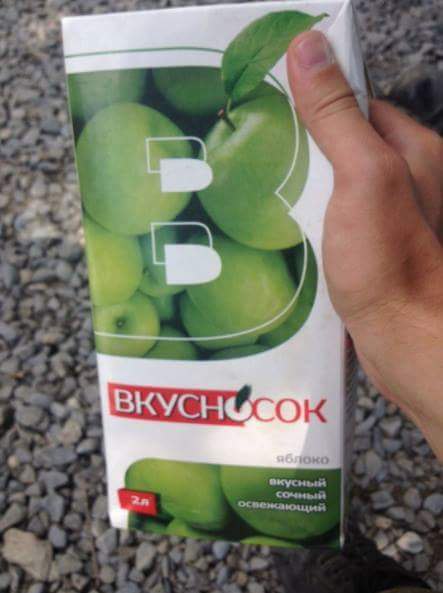 В
ВКУСНОСОК
яблоко
вкусный
сочный
освежающий
2л